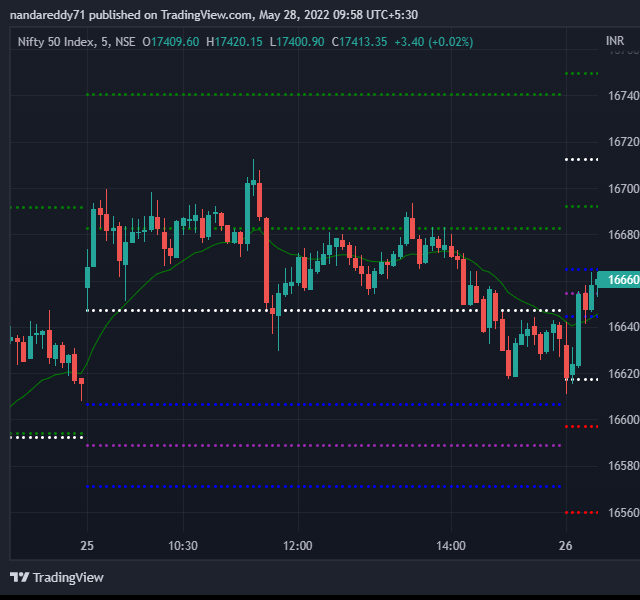 nandareddy71 published on TradingView.com, May 28, 2022 09:58 UTC+5:30
Nifty 50 Index, 5, NSE O17409.60 H17420.15 L17400.90 C17413.35 +3.40 (+0.02%)
INR
16740
16720
16700
16680
16660
16640
16620
16600
16580
16560
25 10:30 12:00 14:00 26
TradingView